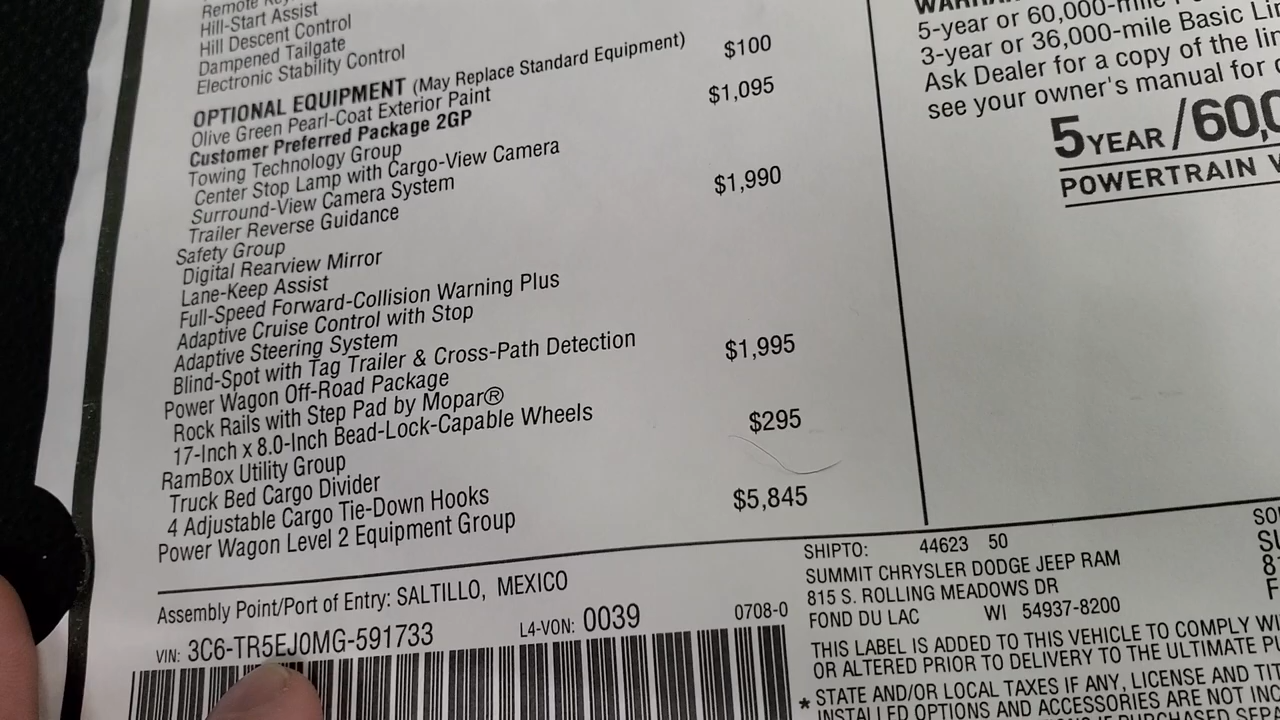 Remote
Hill-Start Assist
Hill Descent Control
Dampened Tailgate
Electronic Stability Control
OPTIONAL EQUIPMENT (May Replace Standard Equipment)
Olive Green Pearl-Coat Exterior Paint $100
Customer Preferred Package 2GP
Towing Technology Group $1,095
Center Stop Lamp with Cargo-View Camera
Surround-View Camera System
Trailer Reverse Guidance
Safety Group $1,990
Digital Rearview Mirror
Lane-Keep Assist
Full-Speed Forward-Collision Warning Plus
Adaptive Cruise Control with Stop
Adaptive Steering System
Blind-Spot with Tag Trailer & Cross-Path Detection
Power Wagon Off-Road Package $1,995
Rock Rails with Step Pad by Mopar®
17-Inch x 8.0-Inch Bead-Lock-Capable Wheels
RamBox Utility Group $295
Truck Bed Cargo Divider
4 Adjustable Cargo Tie-Down Hooks
Power Wagon Level 2 Equipment Group $5,845
Assembly Point/Port of Entry: SALTILLO, MEXICO
VIN: 3C6-TR5EJ0MG-591733 L4-VON: 0039 0708-0
5-year or 60,000-mile
3-year or 36,000-mile Basic
Ask Dealer for a copy of the
see your owner's manual for
5 YEAR /60,0
POWERTRAIN
SHIPTO: 44623 50
SUMMIT CHRYSLER DODGE JEEP RAM
815 S. ROLLING MEADOWS DR
FOND DU LAC WI 54937-8200
THIS LABEL IS ADDED TO THIS VEHICLE TO COMPLY
OR ALTERED PRIOR TO DELIVERY TO THE ULTIMATE
* STATE AND/OR LOCAL TAXES IF ANY, LICENSE AND
INSTALLED OPTIONS AND ACCESSORIES ARE NOT